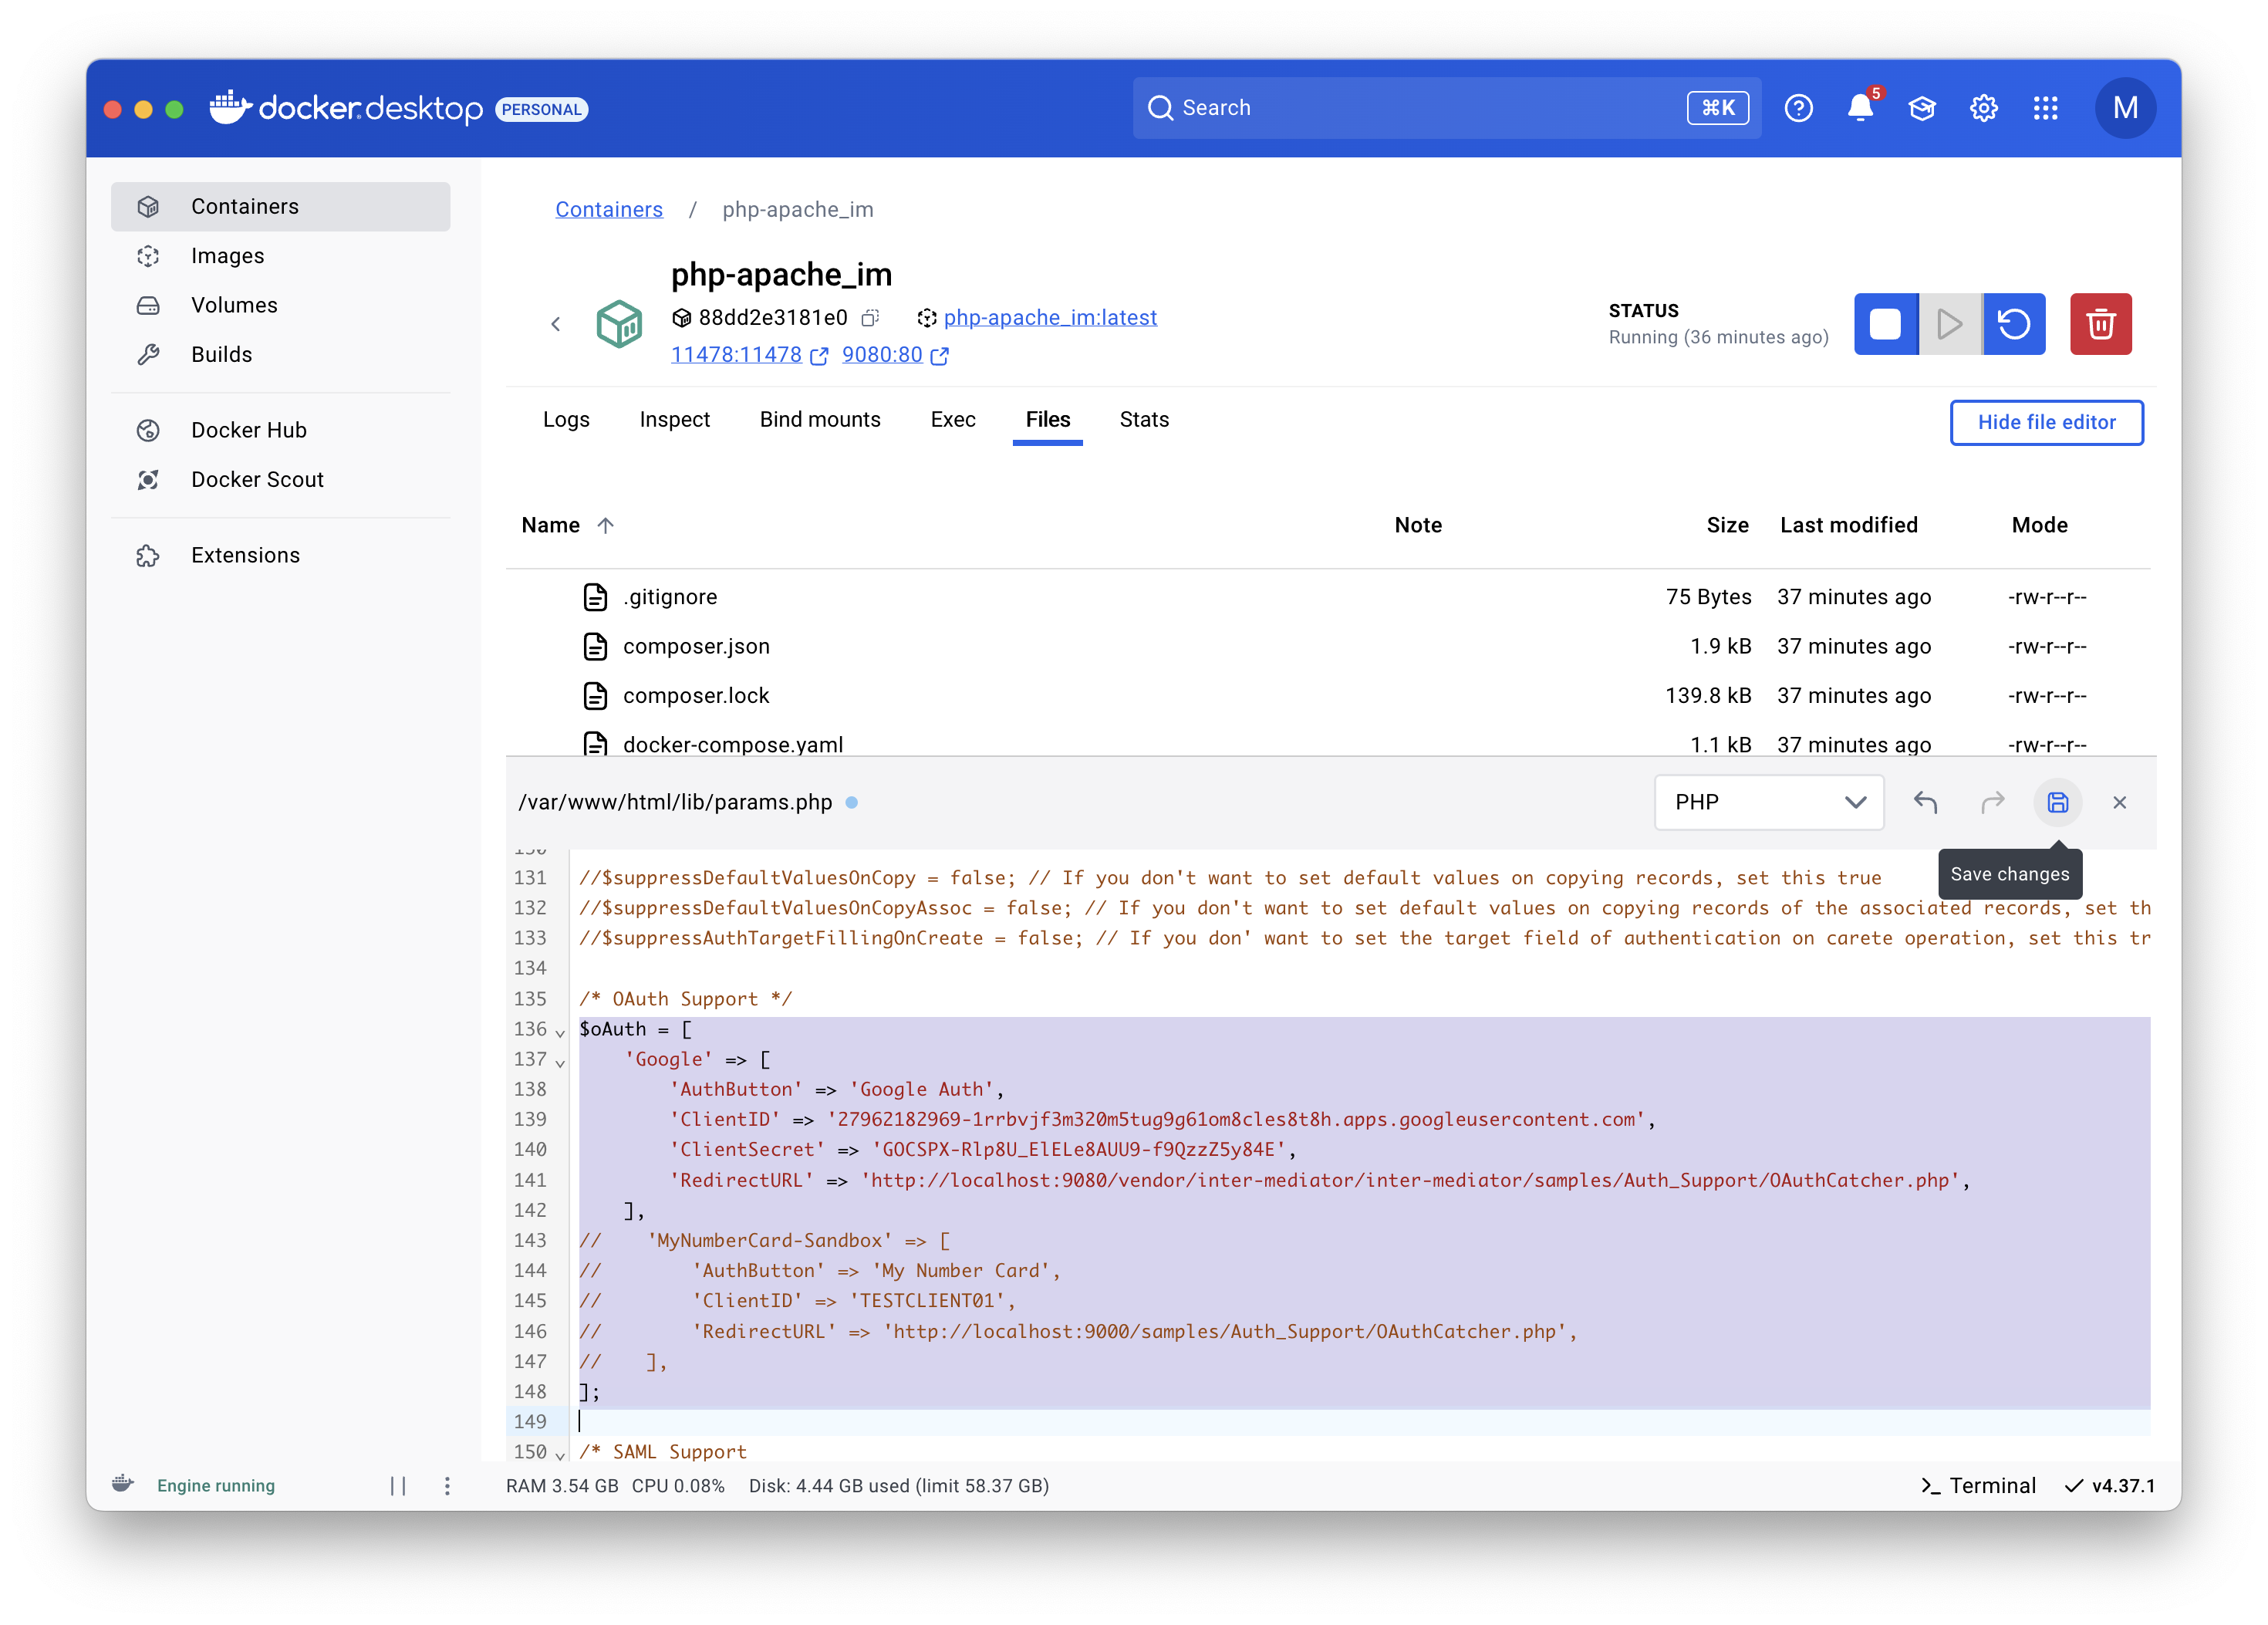 docker desktop PERSONAL
Search
⌘K
5
M
Containers
Images
Volumes
Builds
Docker Hub
Docker Scout
Extensions
Containers / php-apache_im
php-apache_im
88dd2e3181e0 php-apache_im:latest
11478:11478 9080:80
STATUS
Running (36 minutes ago)
Logs Inspect Bind mounts Exec Files Stats
Hide file editor
Name Note Size Last modified Mode
.gitignore 75 Bytes 37 minutes ago -rw-r--r--
composer.json 1.9 kB 37 minutes ago -rw-r--r--
composer.lock 139.8 kB 37 minutes ago -rw-r--r--
docker-compose.yaml 1.1 kB 37 minutes ago -rw-r--r--
/var/www/html/lib/params.php PHP
Save changes
130
131 //$suppressDefaultValuesOnCopy = false; // If you don't want to set default values on copying records, set this true
132 //$suppressDefaultValuesOnCopyAssoc = false; // If you don't want to set default values on copying records of the associated records, set th
133 //$suppressAuthTargetFillingOnCreate = false; // If you don' want to set the target field of authentication on carete operation, set this tr
134
135 /* OAuth Support */
136 $oAuth = [
137     'Google' => [
138         'AuthButton' => 'Google Auth',
139         'ClientID' => '27962182969-1rrbvjf3m320m5tug9g61om8cles8t8h.apps.googleusercontent.com',
140         'ClientSecret' => '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',
141         'RedirectURL' => 'http://localhost:9080/vendor/inter-mediator/inter-mediator/samples/Auth_Support/OAuthCatcher.php',
142     ],
143 //    'MyNumberCard-Sandbox' => [
144 //        'AuthButton' => 'My Number Card',
145 //        'ClientID' => 'TESTCLIENT01',
146 //        'RedirectURL' => 'http://localhost:9000/samples/Auth_Support/OAuthCatcher.php',
147 //    ],
148 ];
149
150 /* SAML Support
Engine running
RAM 3.54 GB CPU 0.08% Disk: 4.44 GB used (limit 58.37 GB)
Terminal
v4.37.1